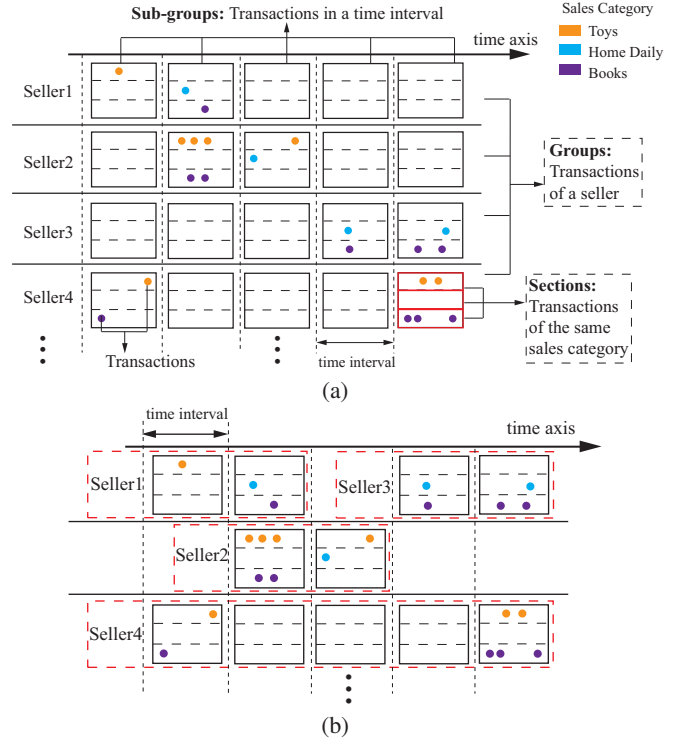 Sub-groups: Transactions in a time interval
Sales Category
Toys
Home Daily
Books
time axis
Seller1
Seller2
Seller3
Seller4
Groups:
Transactions
of a seller
Sections:
Transactions
of the same
sales category
Transactions
time interval
(a)
time interval
time axis
Seller1
Seller3
Seller2
Seller4
(b)